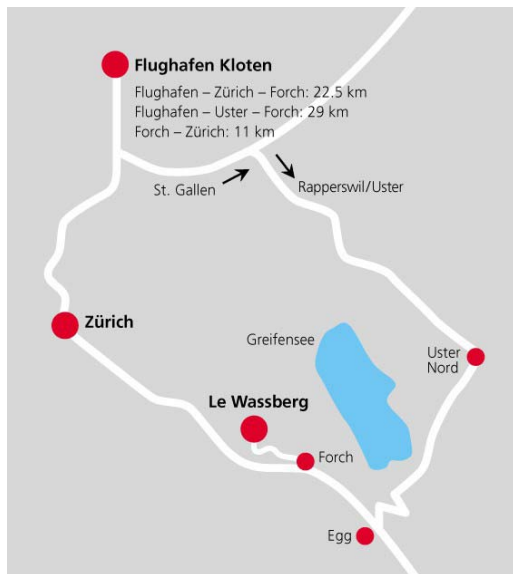 Flughafen Kloten
Flughafen – Zürich – Forch: 22.5 km
Flughafen – Uster – Forch: 29 km
Forch – Zürich: 11 km
St. Gallen
Rapperswil/Uster
Zürich
Greifensee
Uster
Nord
Le Wassberg
Forch
Egg